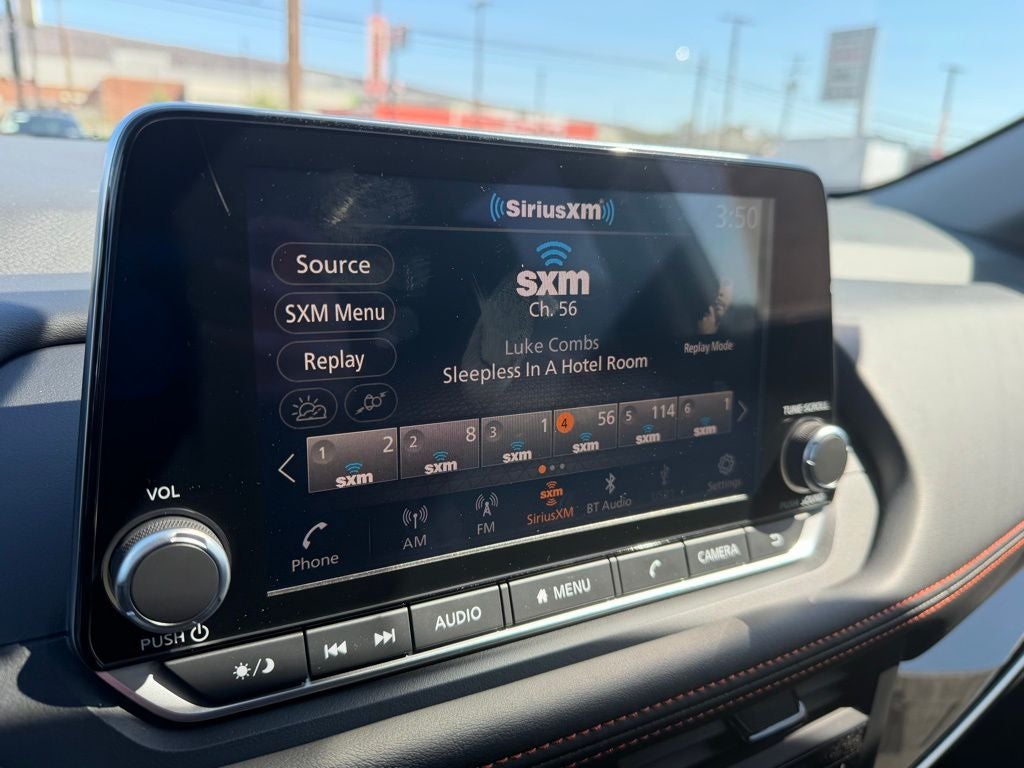 SiriusXM
3:50
Source
SXM Menu
Replay
sxm
Ch. 56
Luke Combs
Sleepless In A Hotel Room
Replay Mode
1 2 sxm
2 8 sxm
3 1 sxm
4 56 sxm
5 114 sxm
6 1 sxm
Phone
AM
FM
sxm
SiriusXM
BT Audio
Settings
VOL
PUSH
TUNE·SCROLL
AUDIO
MENU
CAMERA